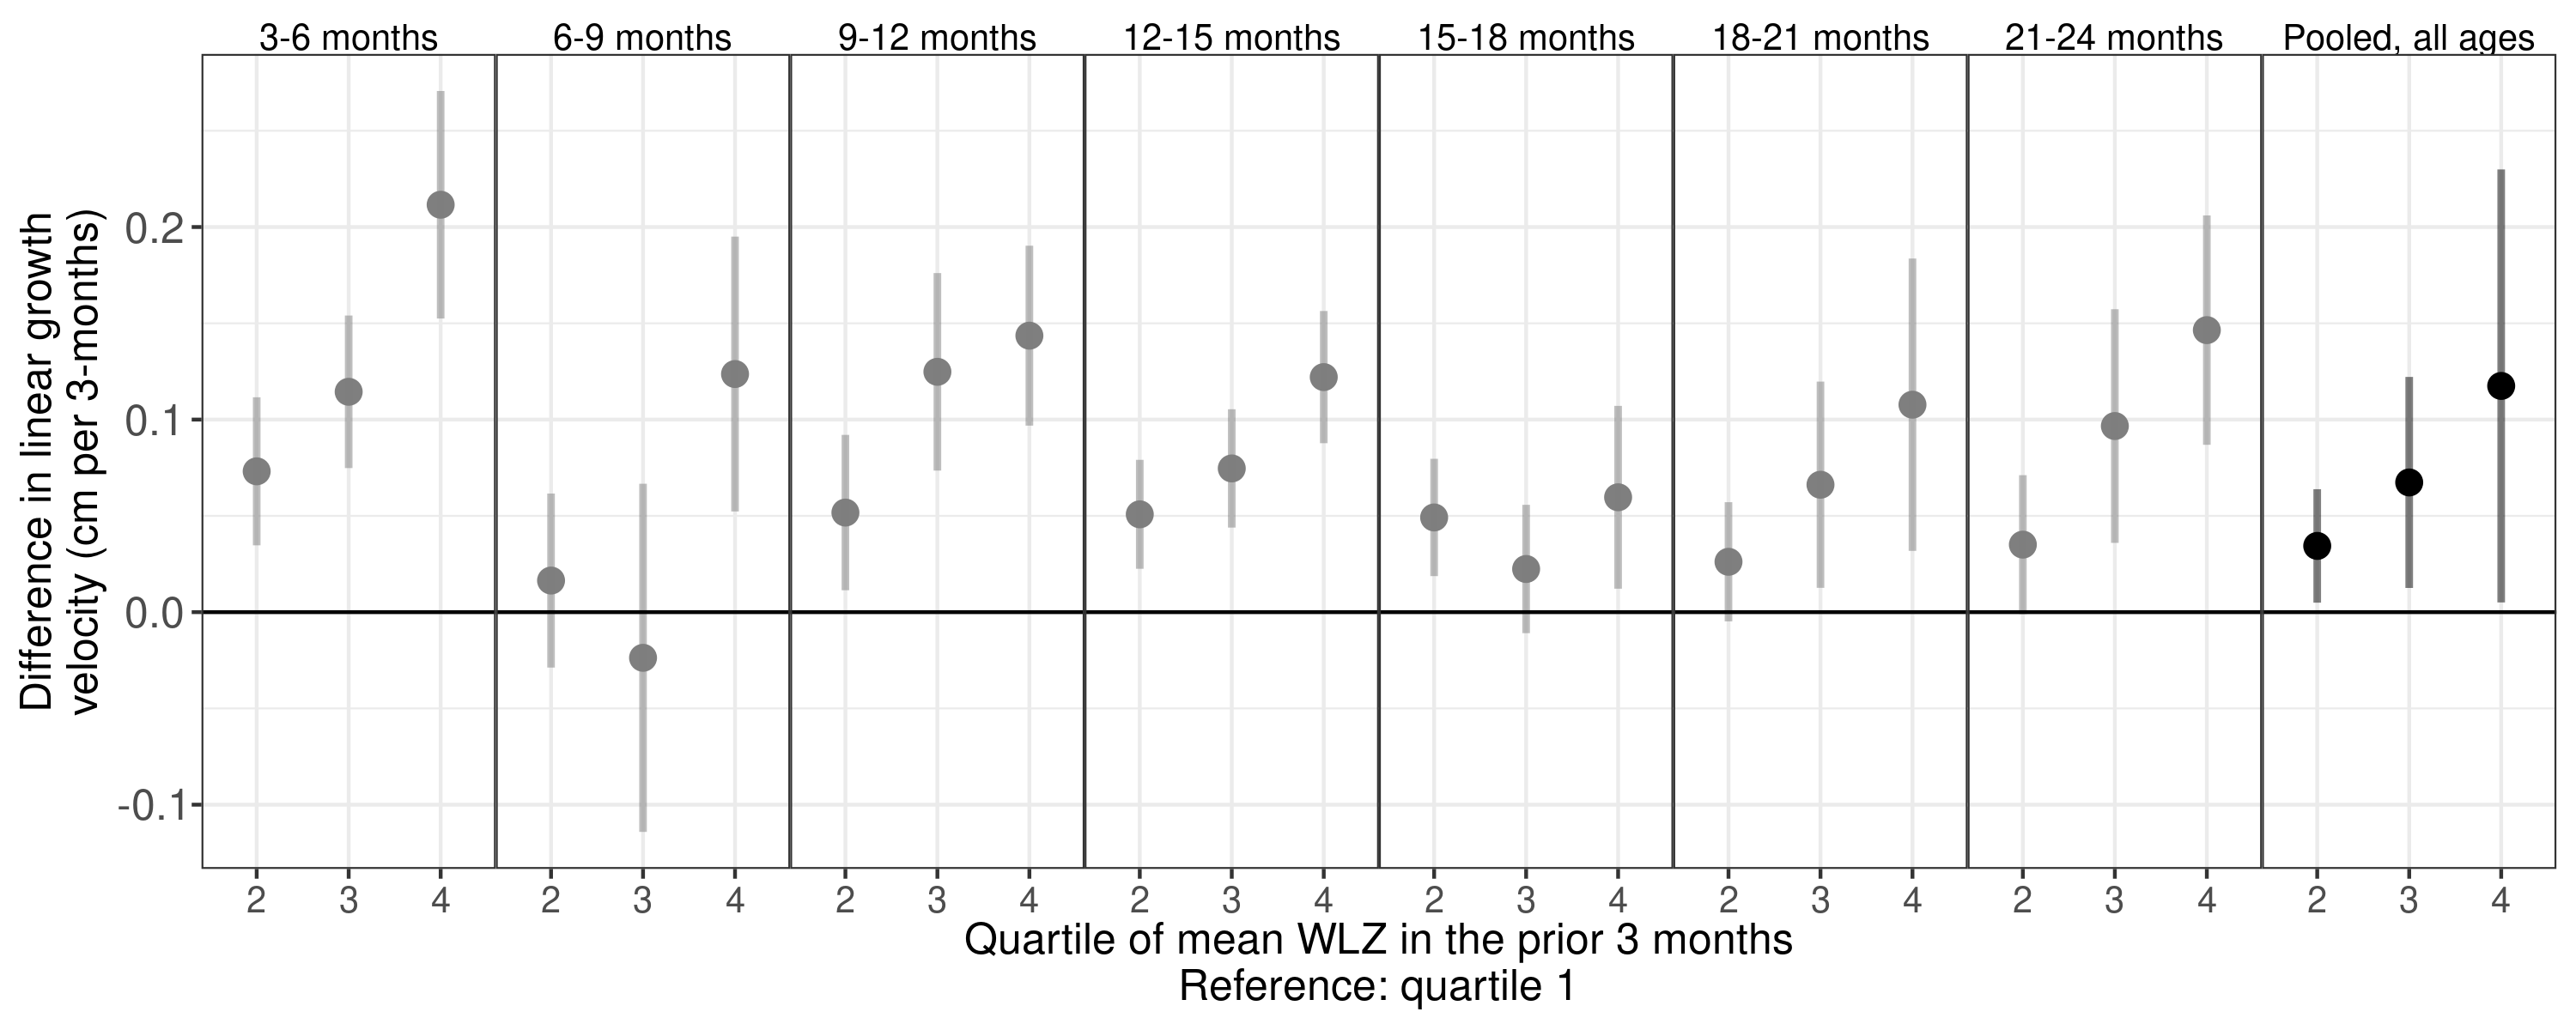 3-6 months 6-9 months 9-12 months 12-15 months 15-18 months 18-21 months 21-24 months Pooled, all ages
Difference in linear growth
velocity (cm per 3-months)
0.2
0.1
0.0
-0.1
2 3 4 2 3 4 2 3 4 2 3 4 2 3 4 2 3 4 2 3 4 2 3 4
Quartile of mean WLZ in the prior 3 months
Reference: quartile 1